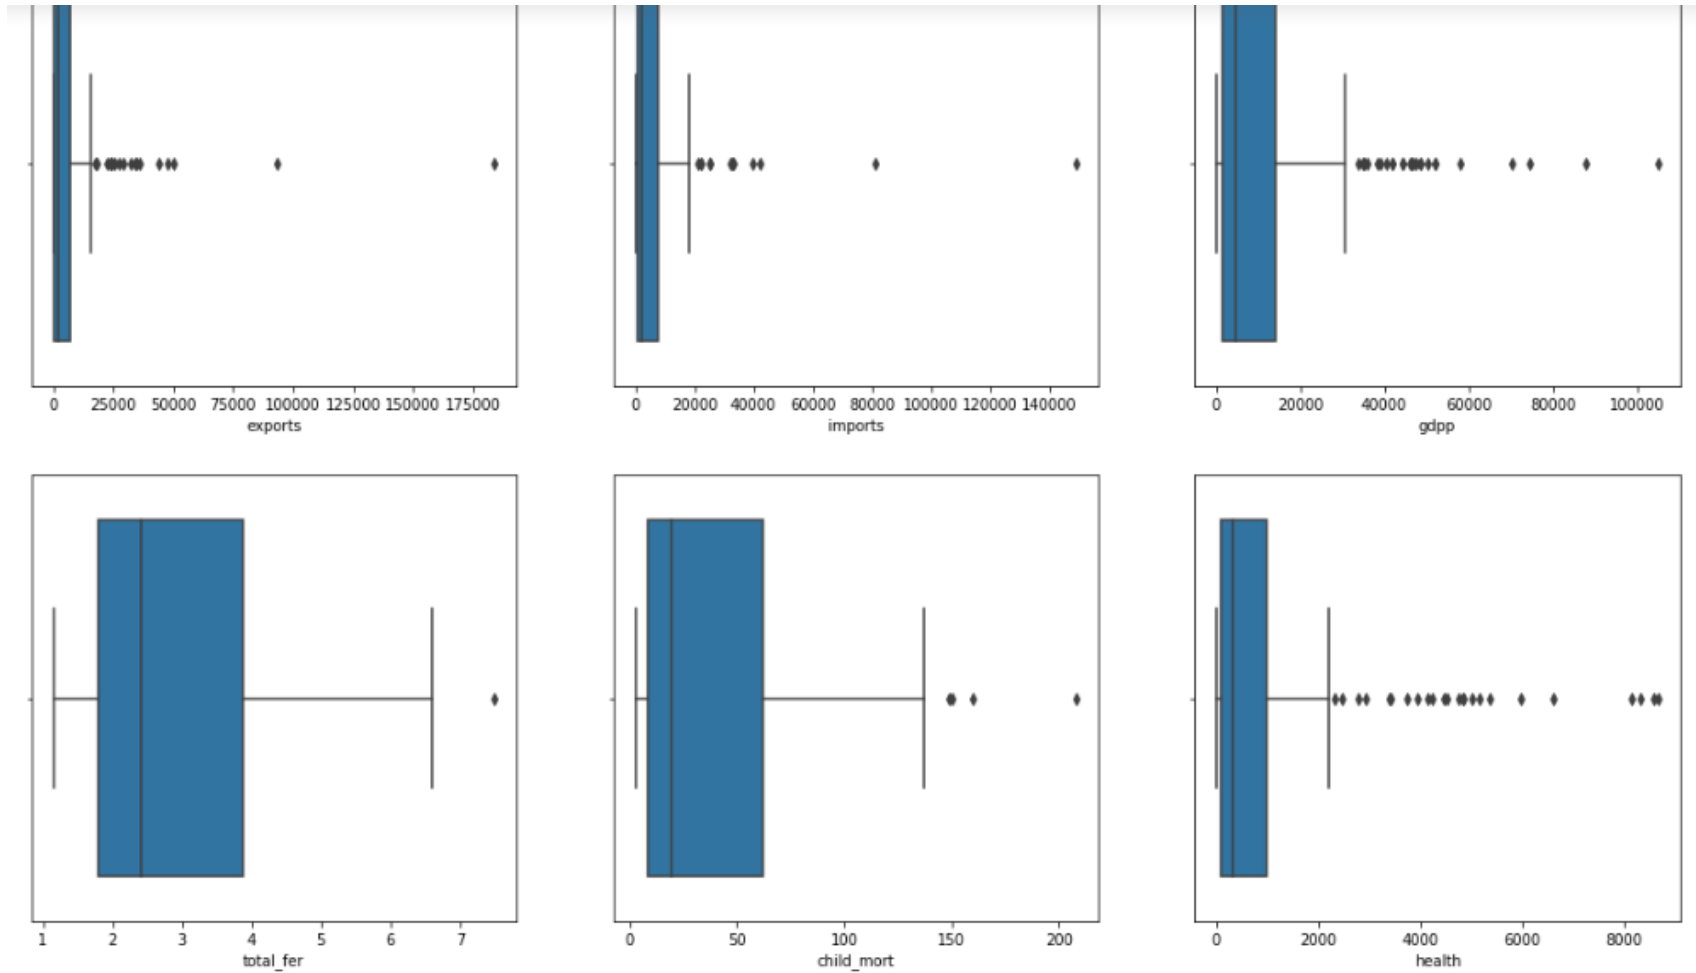 0 25000 50000 75000 100000 125000 150000 175000
exports
0 20000 40000 60000 80000 100000 120000 140000
imports
0 20000 40000 60000 80000 100000
gdpp
1 2 3 4 5 6 7
total_fer
0 50 100 150 200
child_mort
0 2000 4000 6000 8000
health